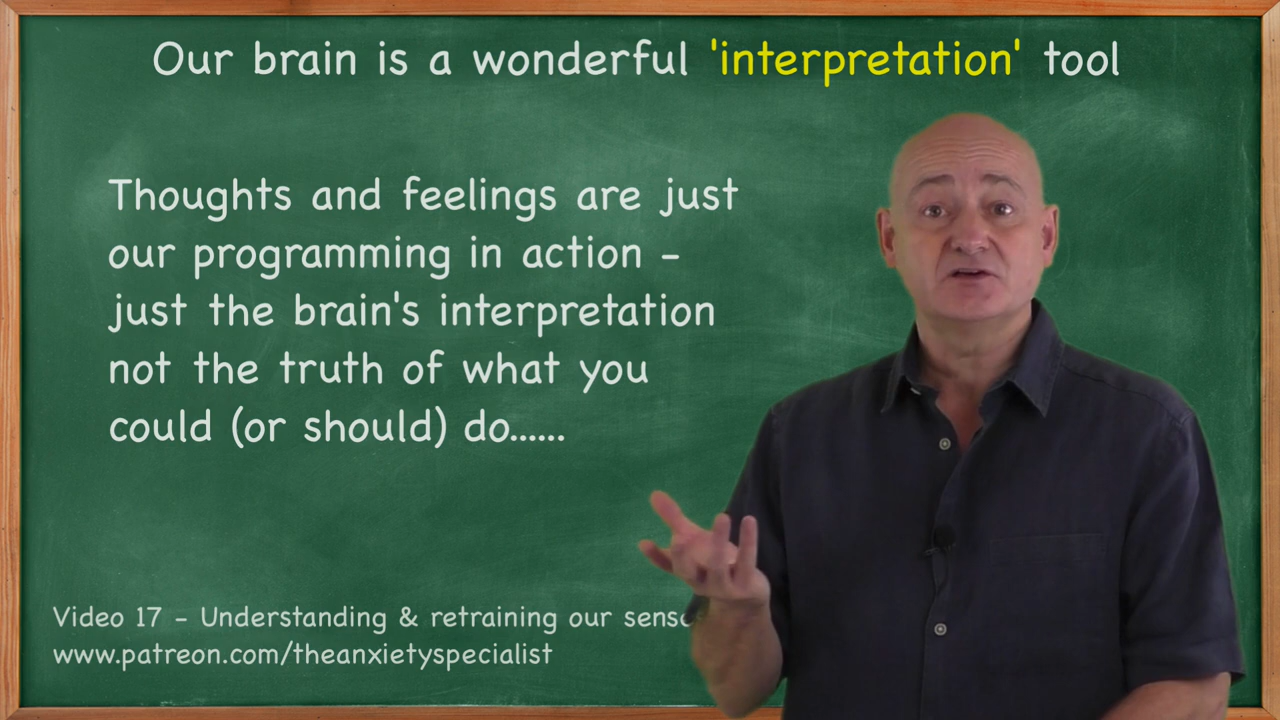 Our brain is a wonderful 'interpretation' tool
Thoughts and feelings are just
our programming in action –
just the brain's interpretation
not the truth of what you
could (or should) do......
Video 17 – Understanding & retraining our
www.patreon.com/theanxietyspecialist